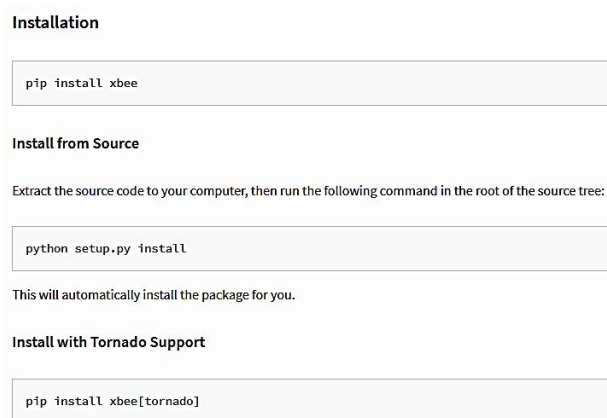 Installation
pip install xbee
Install from Source
Extract the source code to your computer, then run the following command in the root of the source tree:
python setup.py install
This will automatically install the package for you.
Install with Tornado Support
pip install xbee[tornado]